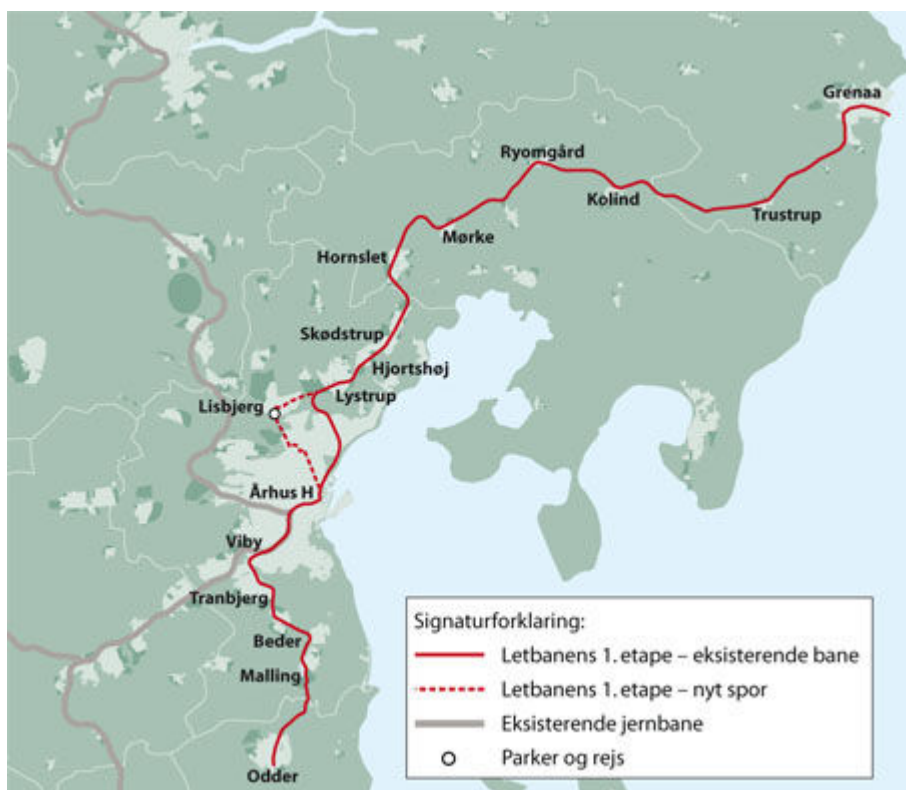 Grenaa
Ryomgård
Kolind
Trustrup
Mørke
Hornslet
Skødstrup
Hjortshøj
Lystrup
Lisbjerg
Århus H
Viby
Tranbjerg
Beder
Malling
Odder
Signaturforklaring:
Letbanens 1. etape – eksisterende bane
Letbanens 1. etape – nyt spor
Eksisterende jernbane
Parker og rejs